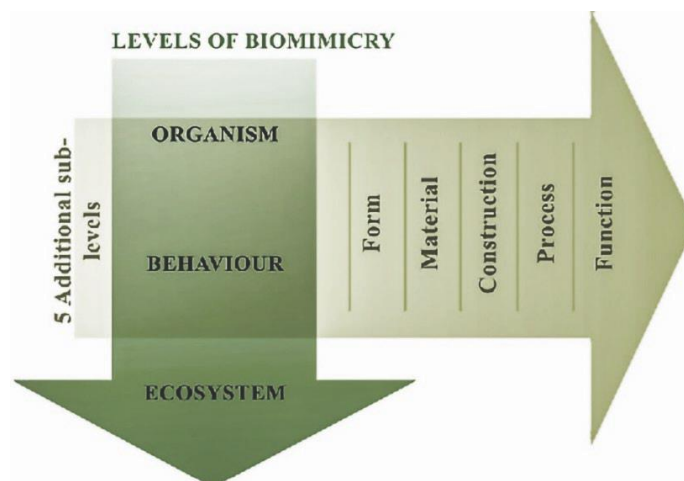 LEVELS OF BIOMIMICRY
ORGANISM
BEHAVIOUR
ECOSYSTEM
5 Additional sub-
levels
Form
Material
Construction
Process
Function